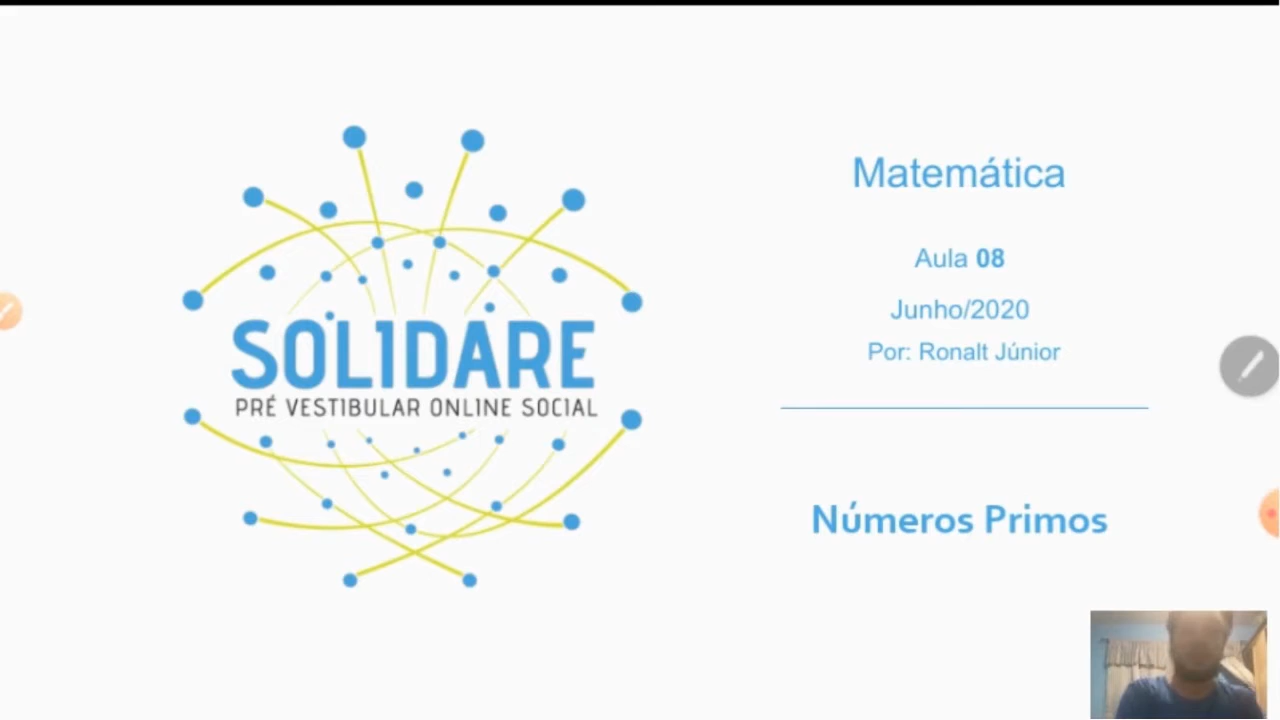 SOLIDARE
PRÉ VESTIBULAR ONLINE SOCIAL
Matemática
Aula 08
Junho/2020
Por: Ronalt Júnior
Números Primos